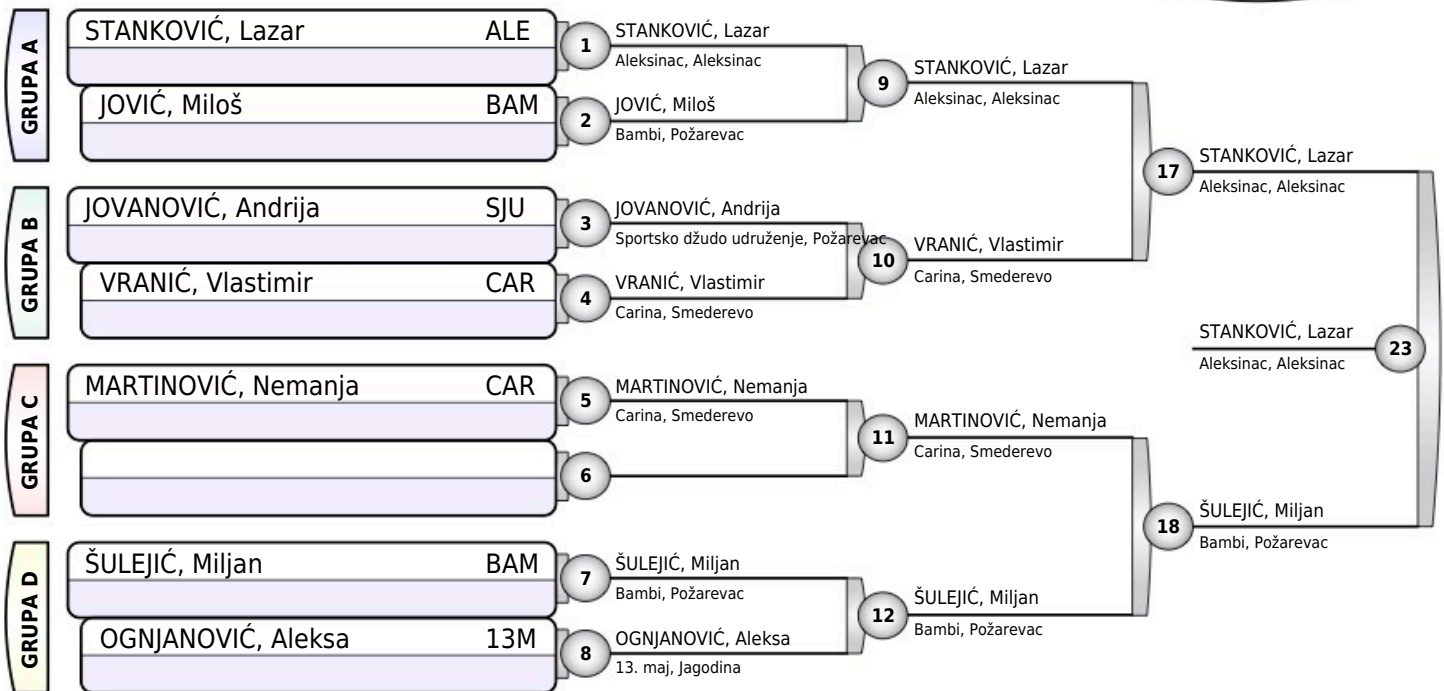 GRUPA A
STANKOVIĆ, Lazar ALE
JOVIĆ, Miloš BAM
GRUPA B
JOVANOVIĆ, Andrija SJU
VRANIĆ, Vlastimir CAR
GRUPA C
MARTINOVIĆ, Nemanja CAR
GRUPA D
ŠULEJIĆ, Miljan BAM
OGNJANOVIĆ, Aleksa 13M
1
STANKOVIĆ, Lazar
Aleksinac, Aleksinac
2
JOVIĆ, Miloš
Bambi, Požarevac
3
JOVANOVIĆ, Andrija
Sportsko džudo udruženje, Požarevac
4
VRANIĆ, Vlastimir
Carina, Smederevo
5
MARTINOVIĆ, Nemanja
Carina, Smederevo
6
7
ŠULEJIĆ, Miljan
Bambi, Požarevac
8
OGNJANOVIĆ, Aleksa
13. maj, Jagodina
9
STANKOVIĆ, Lazar
Aleksinac, Aleksinac
10
VRANIĆ, Vlastimir
Carina, Smederevo
11
MARTINOVIĆ, Nemanja
Carina, Smederevo
12
ŠULEJIĆ, Miljan
Bambi, Požarevac
17
STANKOVIĆ, Lazar
Aleksinac, Aleksinac
18
ŠULEJIĆ, Miljan
Bambi, Požarevac
STANKOVIĆ, Lazar
Aleksinac, Aleksinac
23